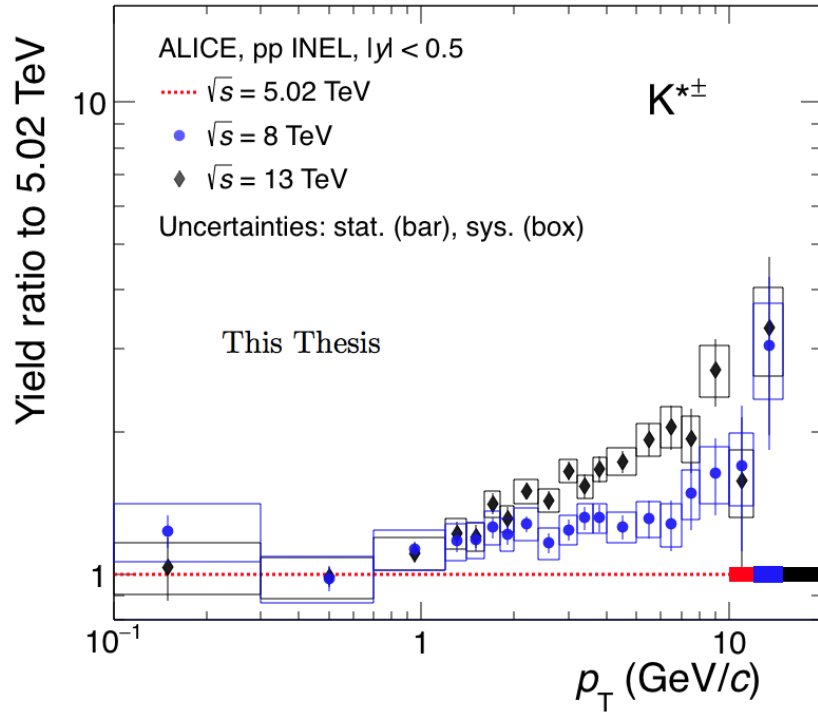 ALICE, pp INEL, |y| < 0.5
√s = 5.02 TeV
√s = 8 TeV
√s = 13 TeV
Uncertainties: stat. (bar), sys. (box)
K*±
This Thesis
Yield ratio to 5.02 TeV
10
1
10⁻¹
1
10
p_T (GeV/c)